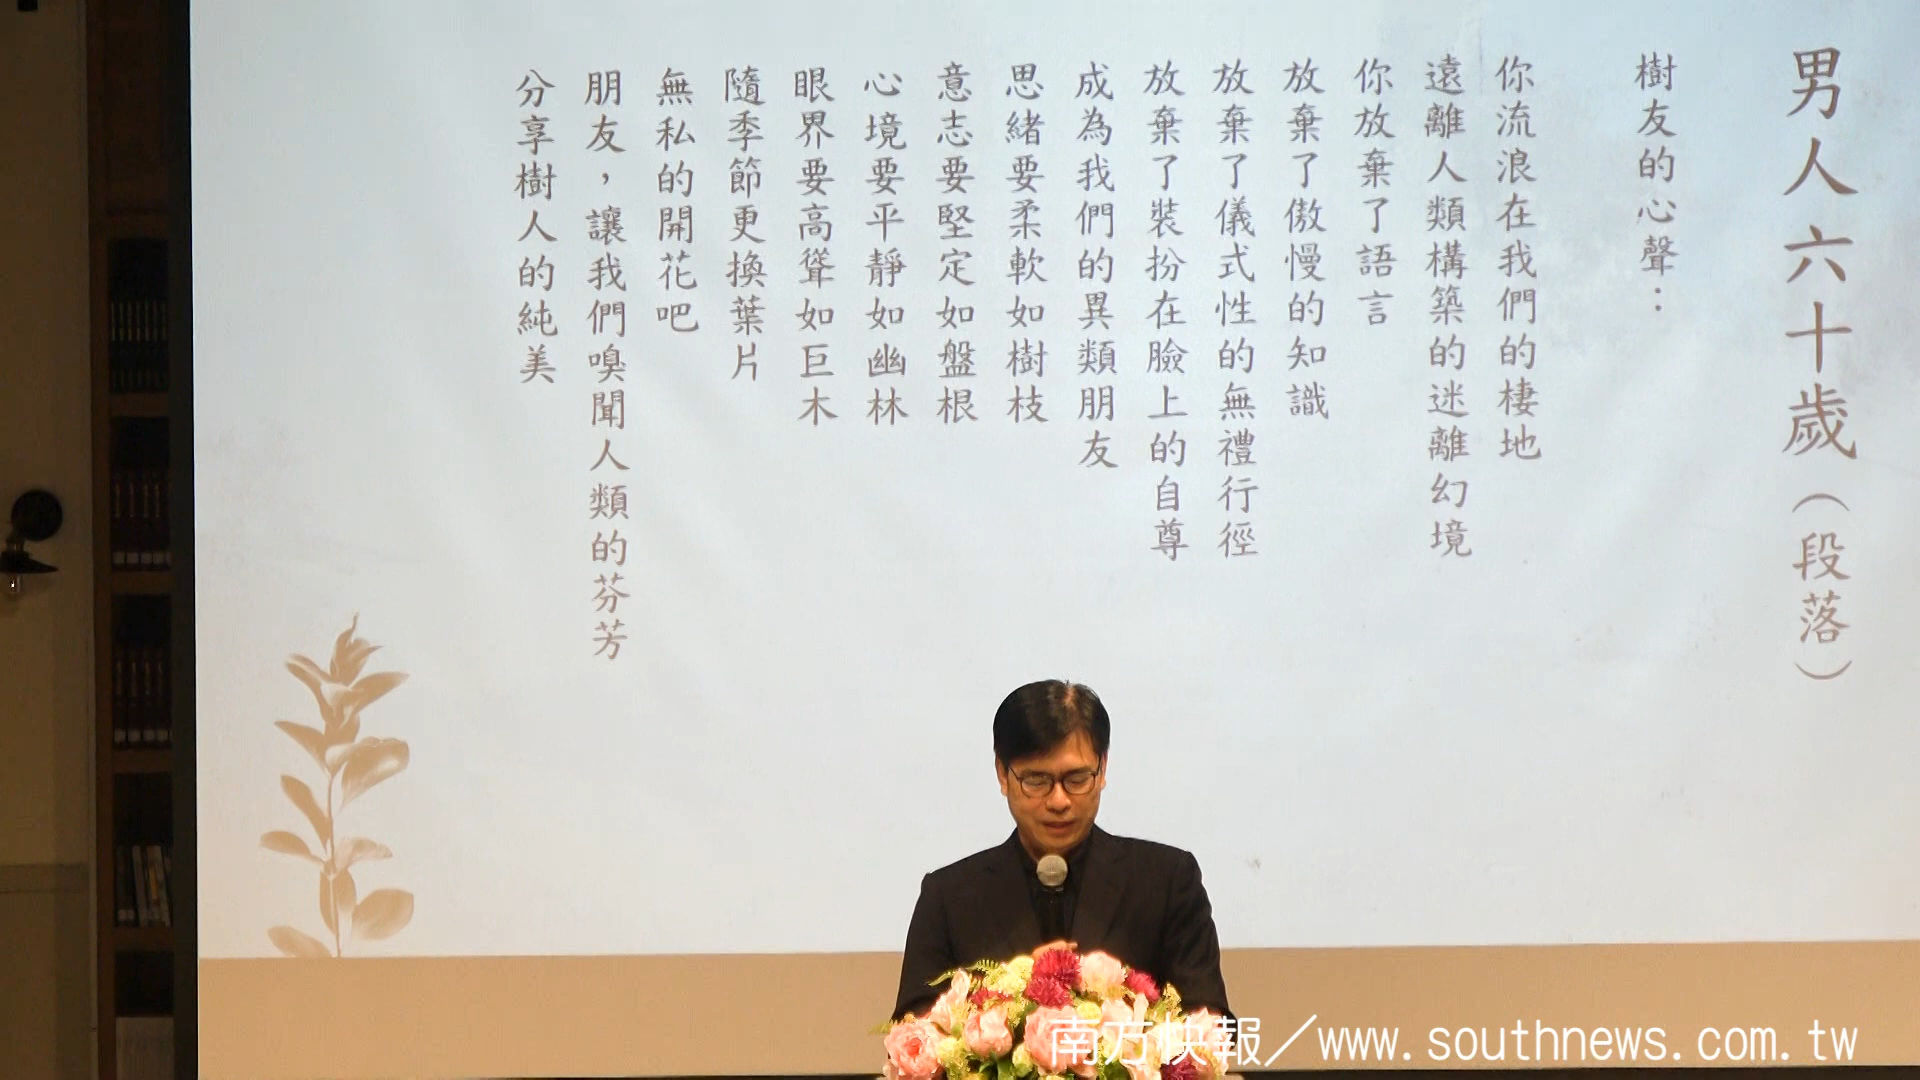 男人六十歲（段落）
樹友的心聲：
你流浪在我們的棲地
遠離人類構築的迷離幻境
你放棄了語言
放棄了傲慢的知識
放棄了儀式性的無禮行徑
放棄了裝扮在臉上的自尊
成為我們的異類朋友
思緒要柔軟如樹枝
意志要堅定如盤根
心境要平靜如幽林
眼界要高聳如巨木
隨季節更換葉片
無私的開花吧
朋友，讓我們嗅聞人類的芬芳
分享樹人的純美
南方快報／www.southnews.com.tw